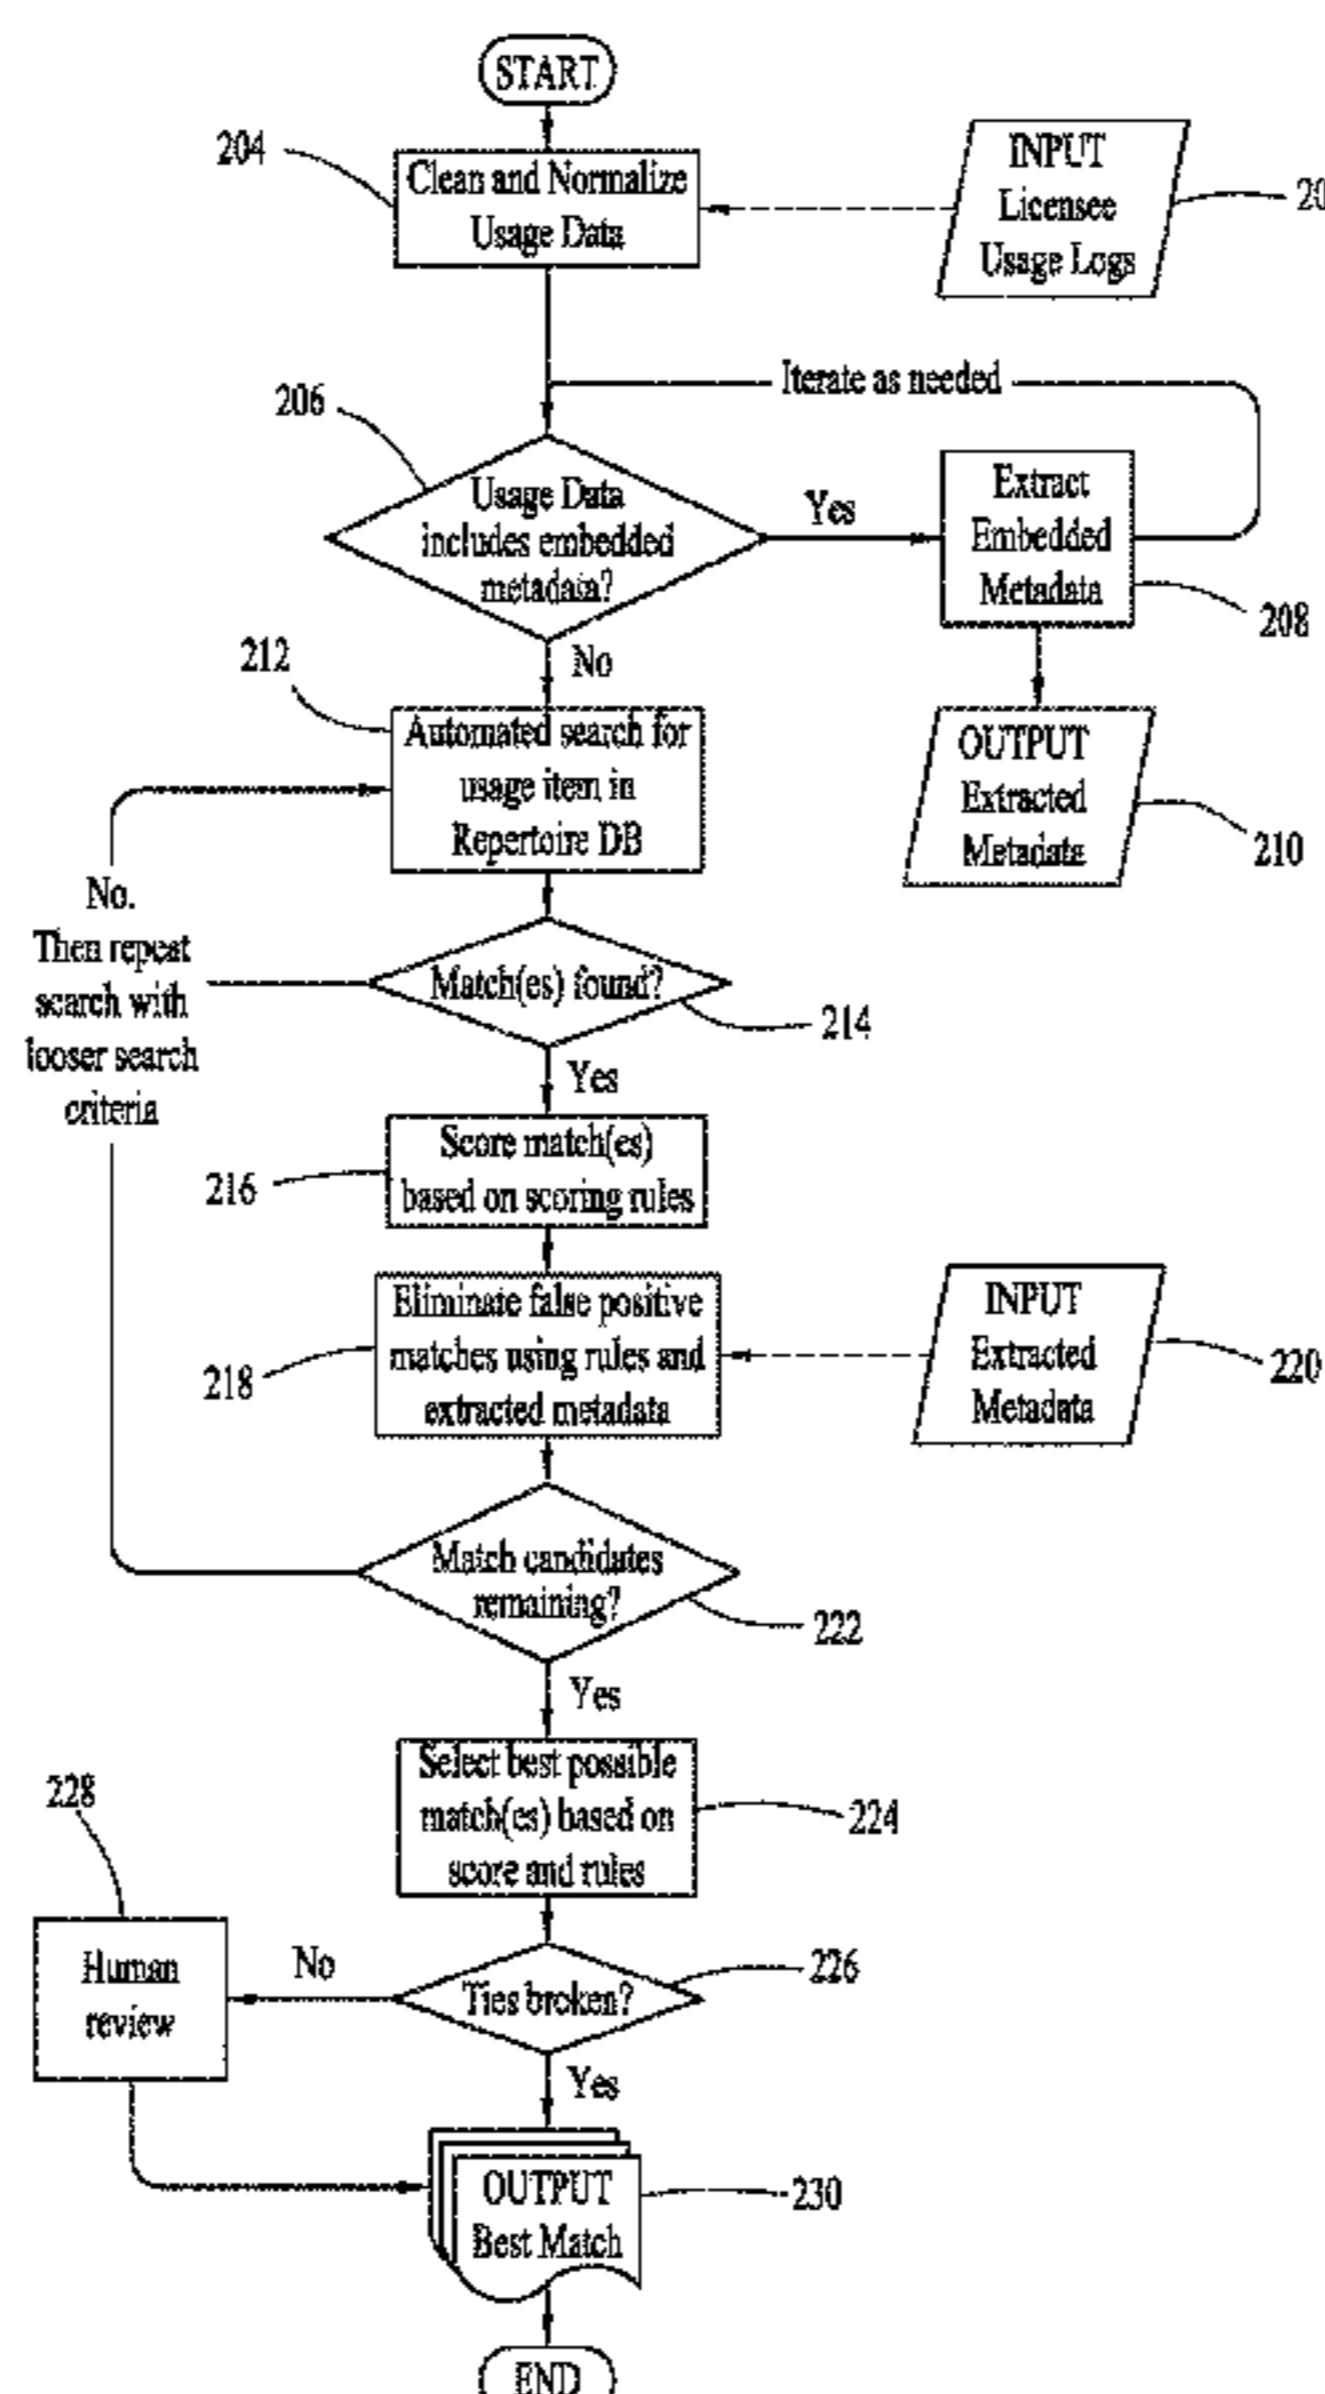 START
204
Clean and Normalize
Usage Data
INPUT
Licensee
Usage Logs
20
Iterate as needed
206
Usage Data
includes embedded
metadata?
Yes
Extract
Embedded
Metadata
208
No
212
Automated search for
usage item in
Repertoire DB
OUTPUT
Extracted
Metadata
210
No.
Then repeat
search with
looser search
criteria
Match(es) found?
214
Yes
Score match(es)
based on scoring rules
216
Eliminate false positive
matches using rules and
extracted metadata
218
INPUT
Extracted
Metadata
220
Match candidates
remaining?
222
Yes
Select best possible
match(es) based on
score and rules
224
228
Human
review
No
Ties broken?
226
Yes
OUTPUT
Best Match
230
END